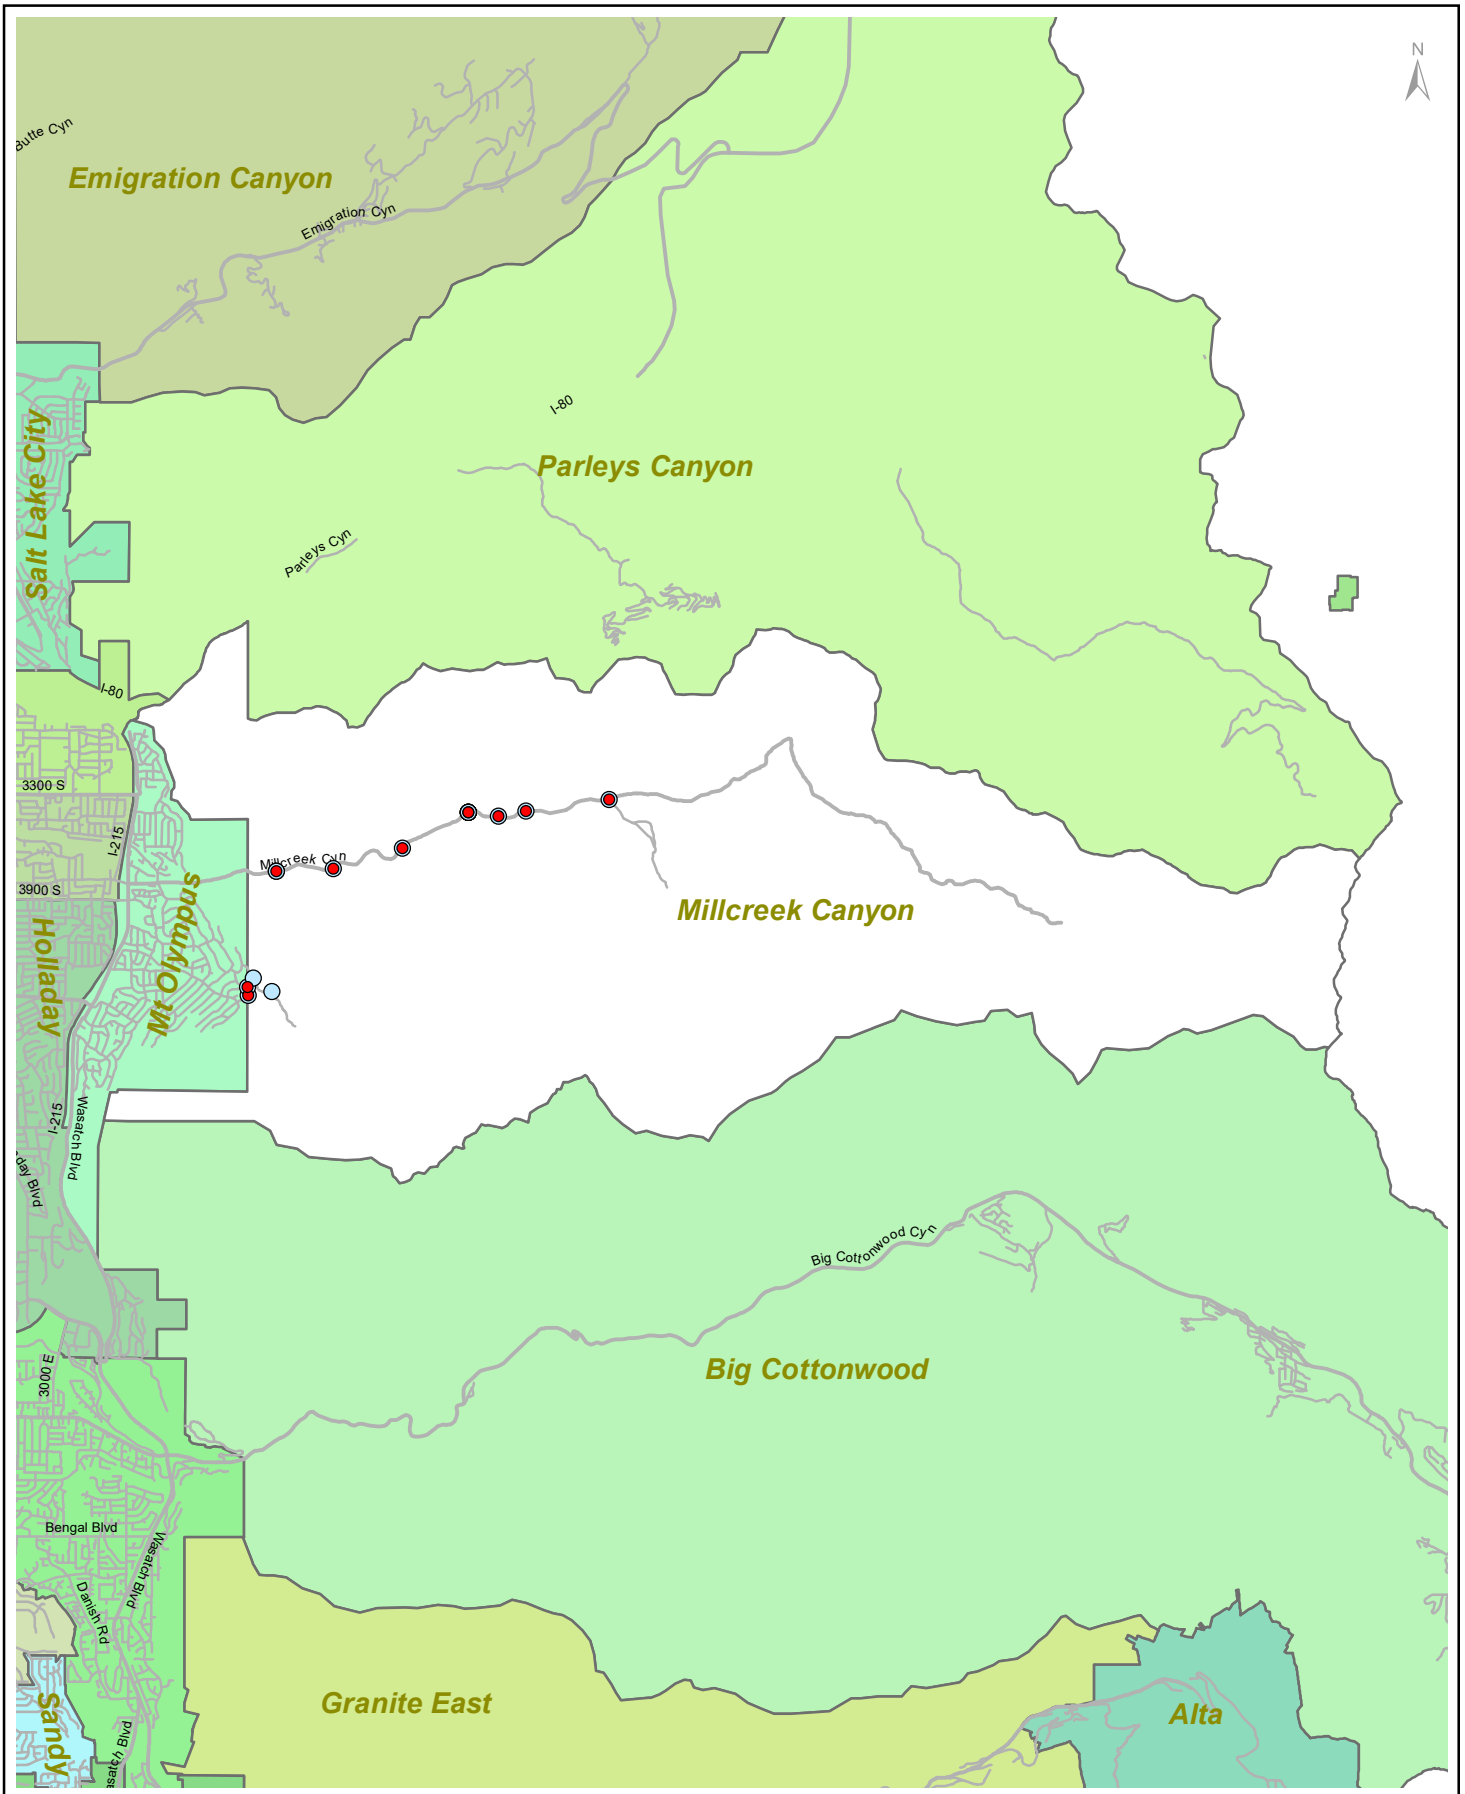 N
Butte Cyn
Emigration Canyon
Emigration Cyn
I-80
Salt Lake City
Parleys Canyon
Parleys Cyn
I-80
3300 S
I-215
Millcreek Cyn
3900 S
Mt Olympus
Millcreek Canyon
Holladay
I-215
Wasatch Blvd
day Blvd
Big Cottonwood Cyn
3000 E
Big Cottonwood
Bengal Blvd
Wasatch Blvd
Danish Rd
Sandy
Granite East
Alta
asatch Blvd